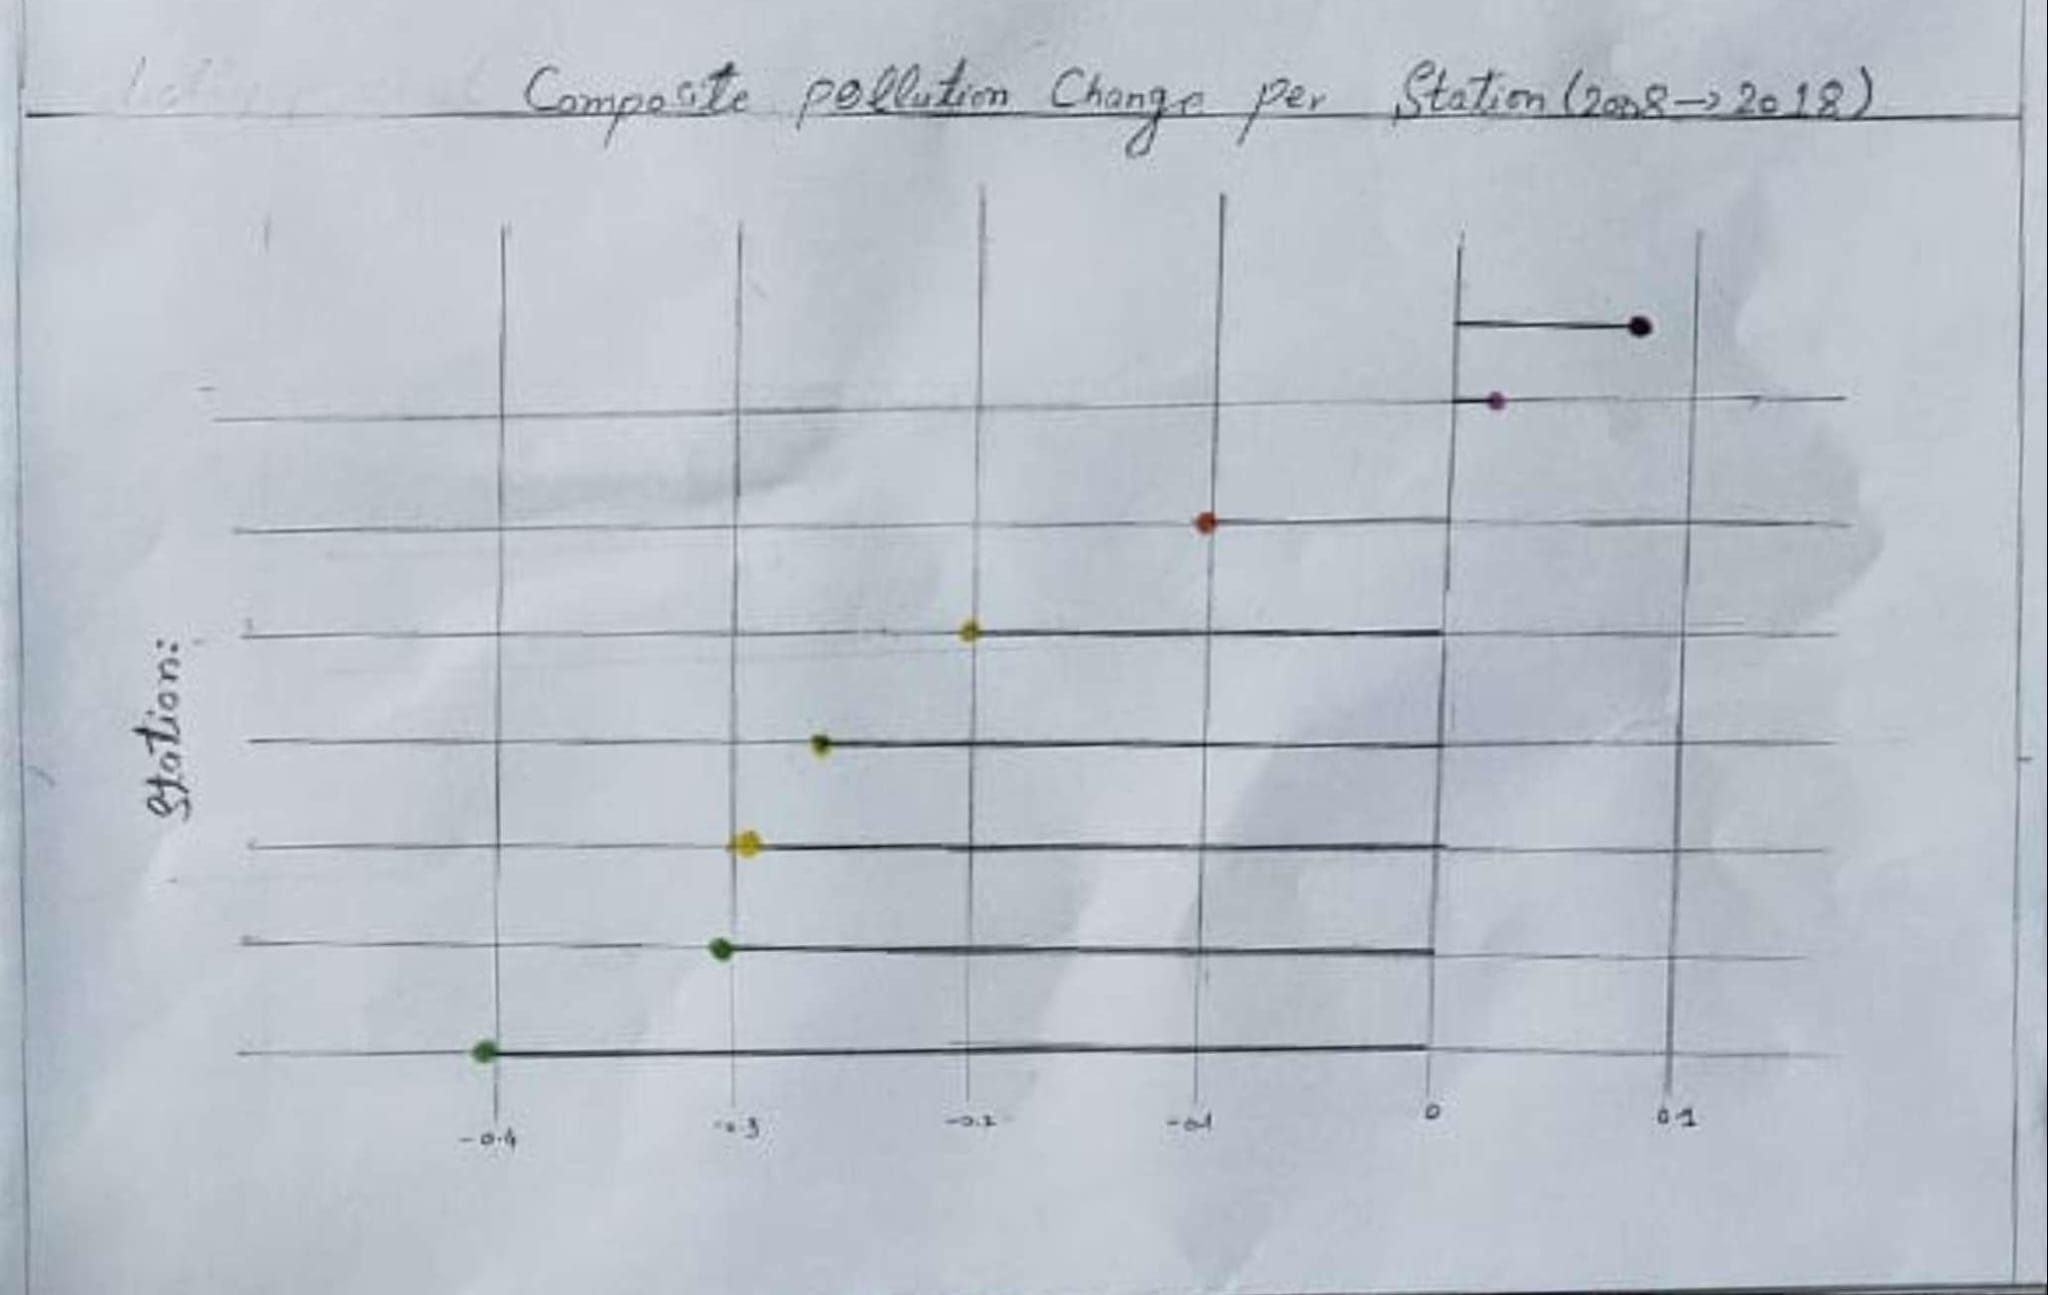 Composite pollution Change per Station (2008 → 2018)
Station:
-0.4 -0.3 -0.2 -0.1 0 0.1